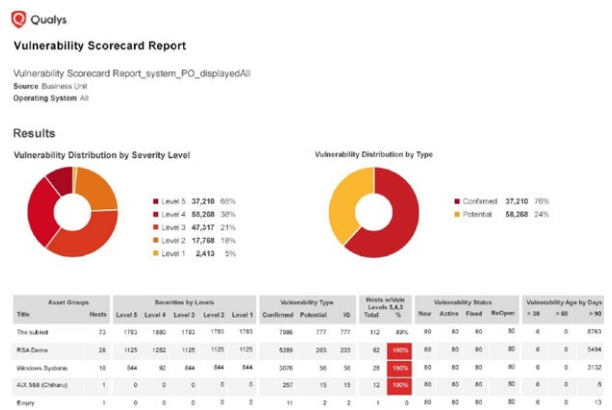 Qualys.
Vulnerability Scorecard Report
Vulnerability Scorecard Report_system_PO_displayedAll
Source Business Unit
Operating System All
Results
Vulnerability Distribution by Severity Level
Level 5 37,210 65%
Level 4 58,268 38%
Level 3 47,317 21%
Level 2 17,768 18%
Level 1 2,413 5%
Vulnerability Distribution by Type
Confirmed 37,210 76%
Potential 58,268 24%
Asset Groups Severities by Levels Vulnerability Type Hosts w/Vuln Levels 5,4,3 Vulnerability Status Vulnerability Age by Days
Title Hosts Level 5 Level 4 Level 3 Level 2 Level 1 Confirmed Potential IG Total % New Active Fixed ReOpen > 60 > 90
The subnet 73 1783 1880 1783 1783 1783 7986 777 777 112 89% 80 80 80 80 0 0 8763
RSA Demo 28 1125 1282 1125 1125 1125 5289 203 203 62 100% 80 80 80 80 0 0 5494
Windows Systems 10 844 92 844 844 844 3076 56 56 28 100% 80 80 80 80 0 0 3132
AIX 5&6 (Chiharu) 1 0 0 0 0 0 257 15 15 12 100% 80 80 80 80 0 0 6
Empty 1 0 0 0 0 0 11 2 2 1 0 80 80 80 80 0 0 13